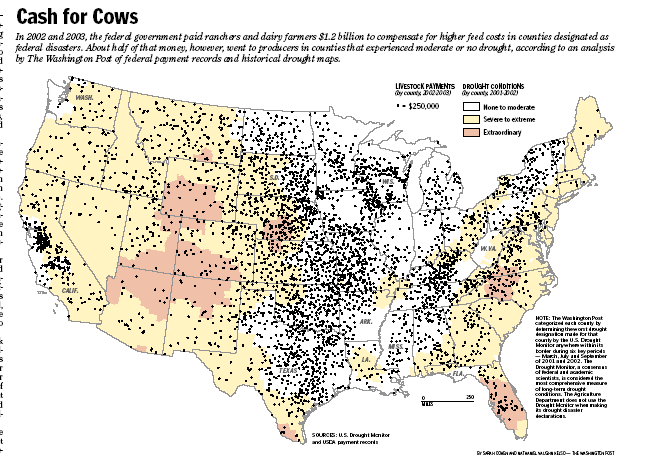 Cash for Cows
In 2002 and 2003, the federal government paid ranchers and dairy farmers $1.2 billion to compensate for higher feed costs in counties designated as
federal disasters. About half of that money, however, went to producers in counties that experienced moderate or no drought, according to an analysis
by The Washington Post of federal payment records and historical drought maps.
LIVESTOCK PAYMENTS
(by county, 2002-2003)
= $250,000
DROUGHT CONDITIONS
(by county, 2001-2002)
None to moderate
Severe to extreme
Extraordinary
WASH.
CALIF.
W.VA.
ARK.
MISS.
LA.
TEXAS
FLA.
0 250
MILES
NOTE: The Washington Post
categorized each county by
determining the worst drought
designation made for that
county by the U.S. Drought
Monitor anywhere within its
border during six key periods
— March, July and September
of 2001 and 2002. The
Drought Monitor, a consensus
of federal and academic
scientists, is considered the
most comprehensive measure
of long-term drought
conditions. The Agriculture
Department does not use the
Drought Monitor when making
its drought disaster
declarations.
SOURCES: U.S. Drought Monitor
and USDA payment records
BY SARAH COHEN AND NATHANIEL VAUGHN KELSO — THE WASHINGTON POST